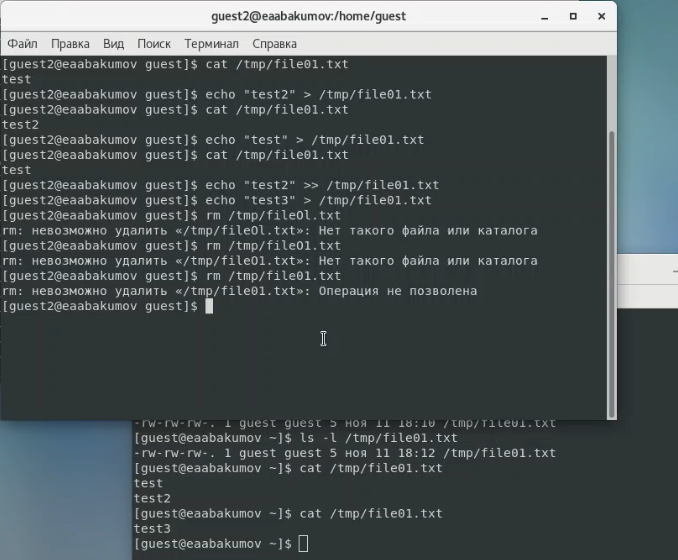 guest2@eaabakumov:/home/guest
Файл Правка Вид Поиск Терминал Справка
[guest2@eaabakumov guest]$ cat /tmp/file01.txt
test
[guest2@eaabakumov guest]$ echo "test2" > /tmp/file01.txt
[guest2@eaabakumov guest]$ cat /tmp/file01.txt
test2
[guest2@eaabakumov guest]$ echo "test" > /tmp/file01.txt
[guest2@eaabakumov guest]$ cat /tmp/file01.txt
test
[guest2@eaabakumov guest]$ echo "test2" >> /tmp/file01.txt
[guest2@eaabakumov guest]$ echo "test3" > /tmp/file01.txt
[guest2@eaabakumov guest]$ rm /tmp/fileOl.txt
rm: невозможно удалить «/tmp/fileOl.txt»: Нет такого файла или каталога
[guest2@eaabakumov guest]$ rm /tmp/fileO1.txt
rm: невозможно удалить «/tmp/fileO1.txt»: Нет такого файла или каталога
[guest2@eaabakumov guest]$ rm /tmp/file01.txt
rm: невозможно удалить «/tmp/file01.txt»: Операция не позволена
[guest2@eaabakumov guest]$
-rw-rw-rw-. 1 guest guest 5 ноя 11 18:10 /tmp/file01.txt
[guest@eaabakumov ~]$ ls -l /tmp/file01.txt
-rw-rw-rw-. 1 guest guest 5 ноя 11 18:12 /tmp/file01.txt
[guest@eaabakumov ~]$ cat /tmp/file01.txt
test
test2
[guest@eaabakumov ~]$ cat /tmp/file01.txt
test3
[guest@eaabakumov ~]$